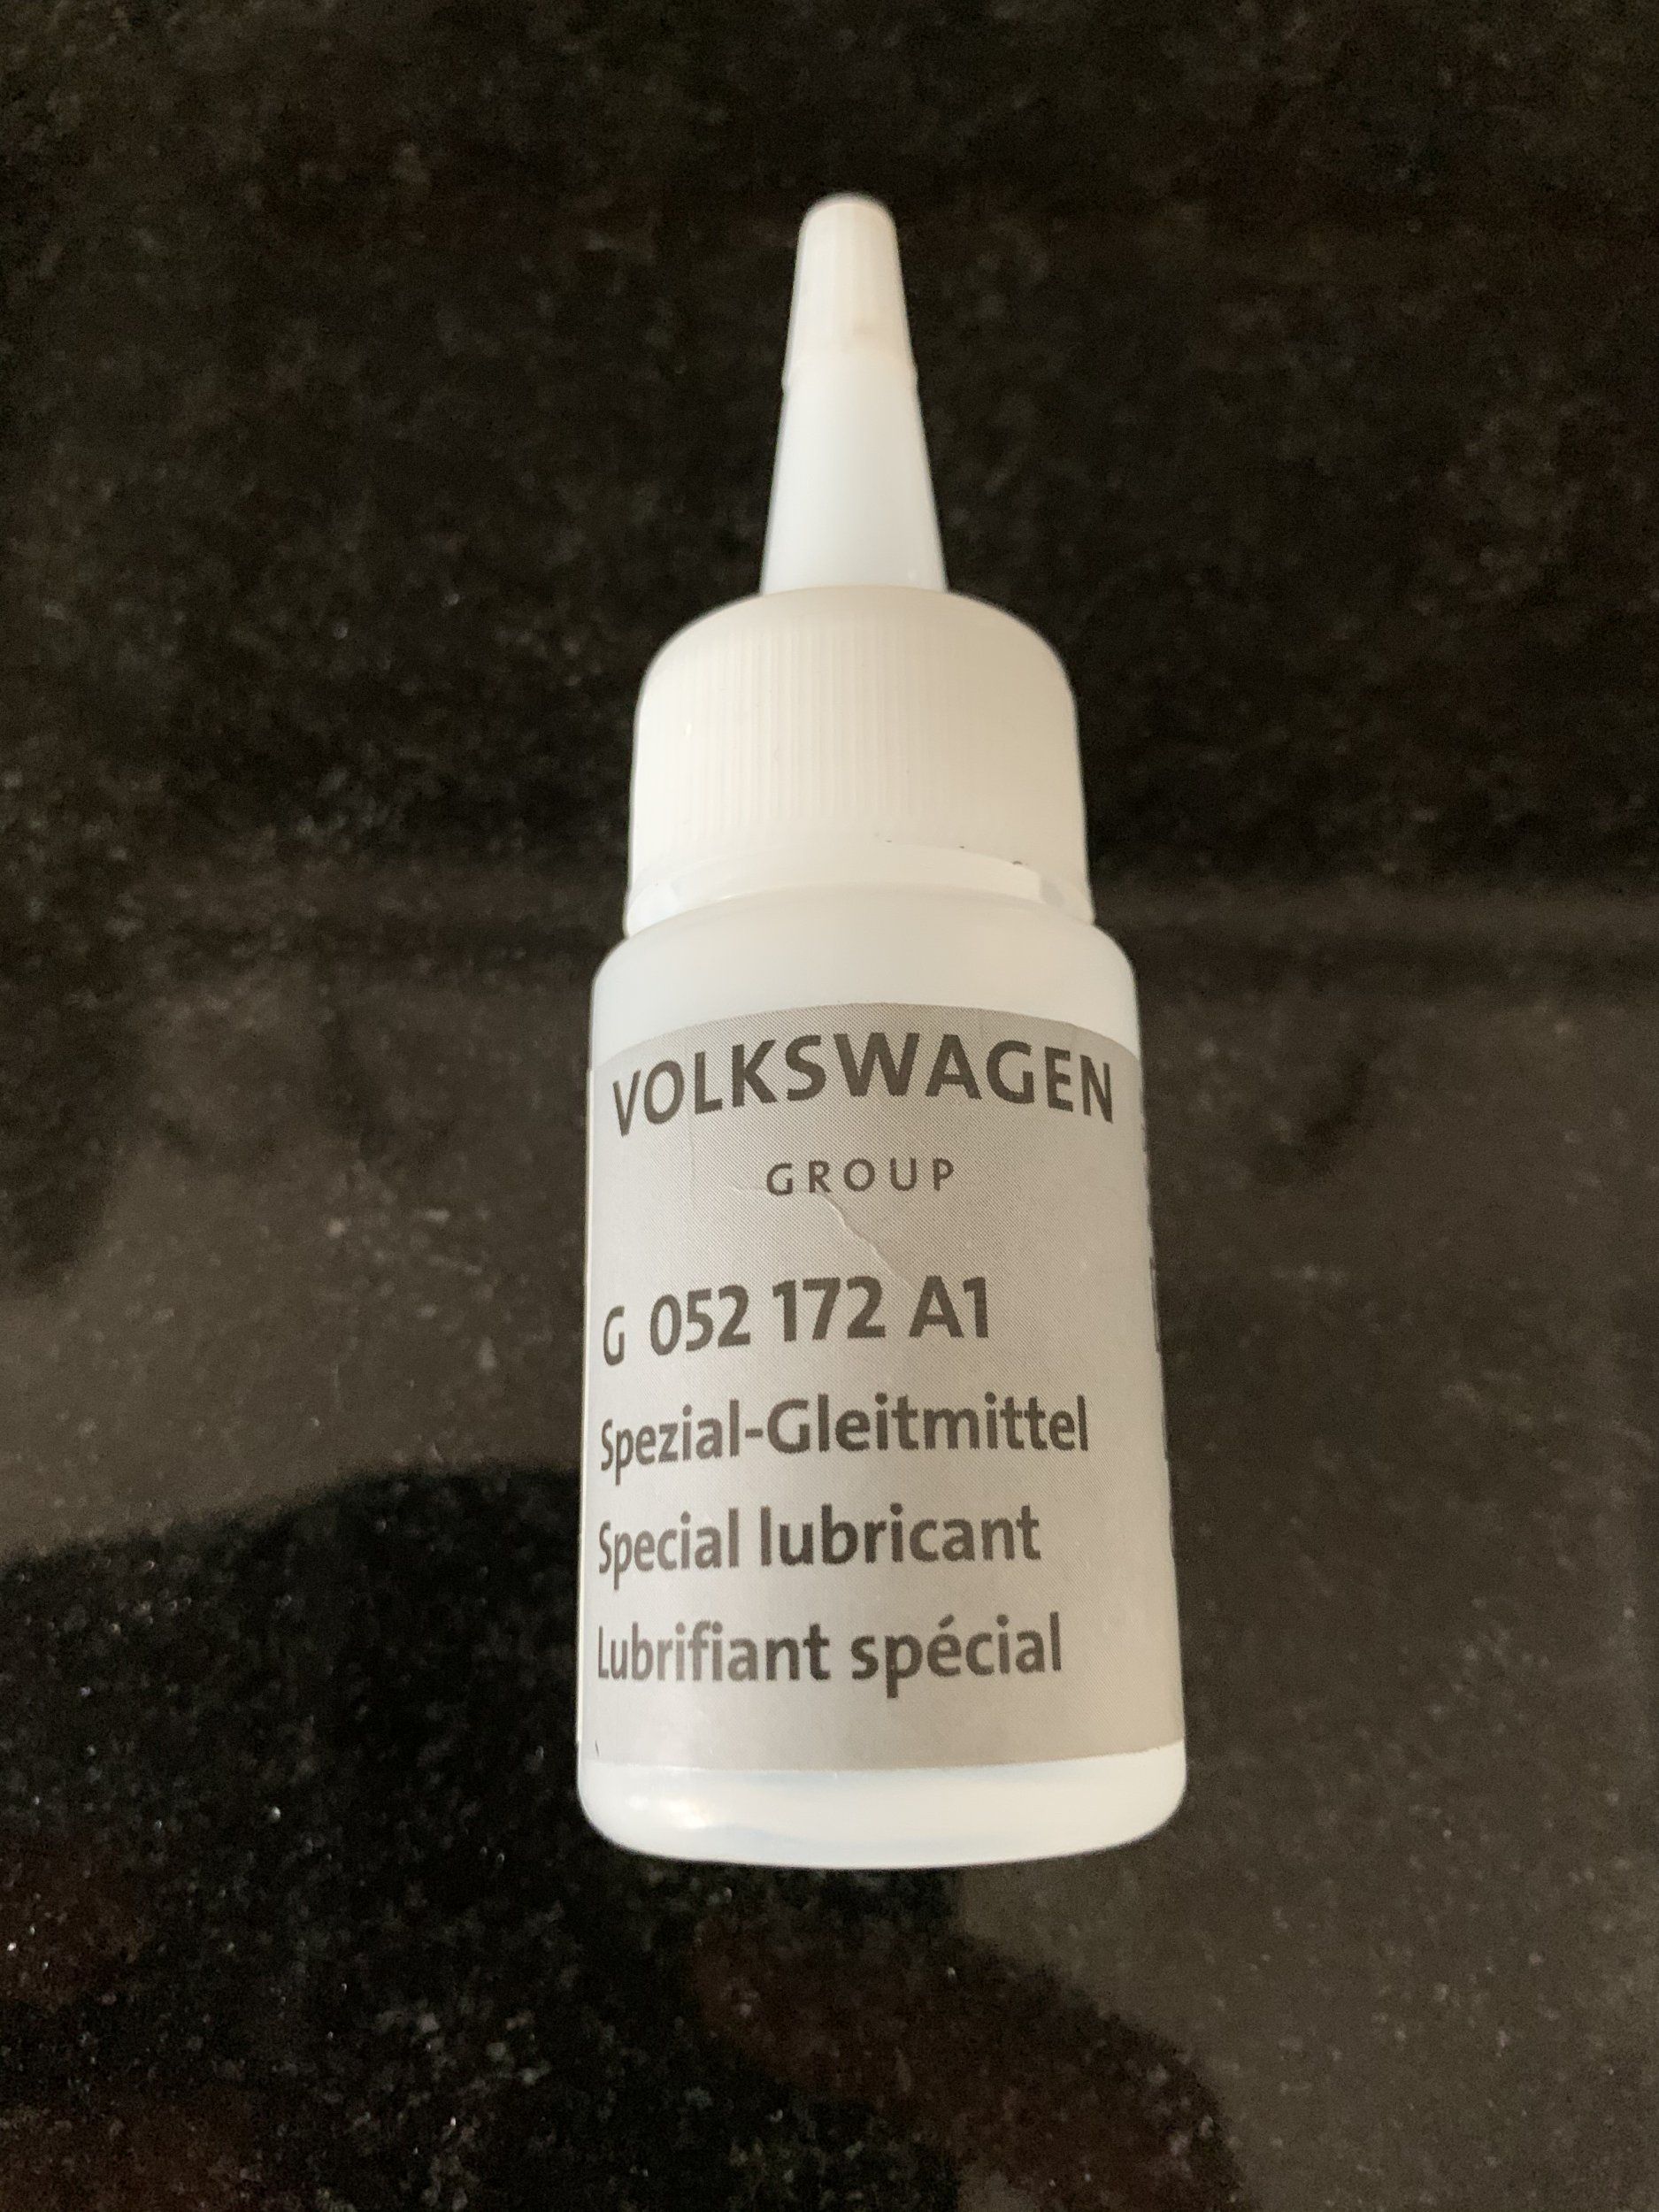 VOLKSWAGEN
GROUP
G 052 172 A1
Spezial-Gleitmittel
Special lubricant
Lubrifiant spécial